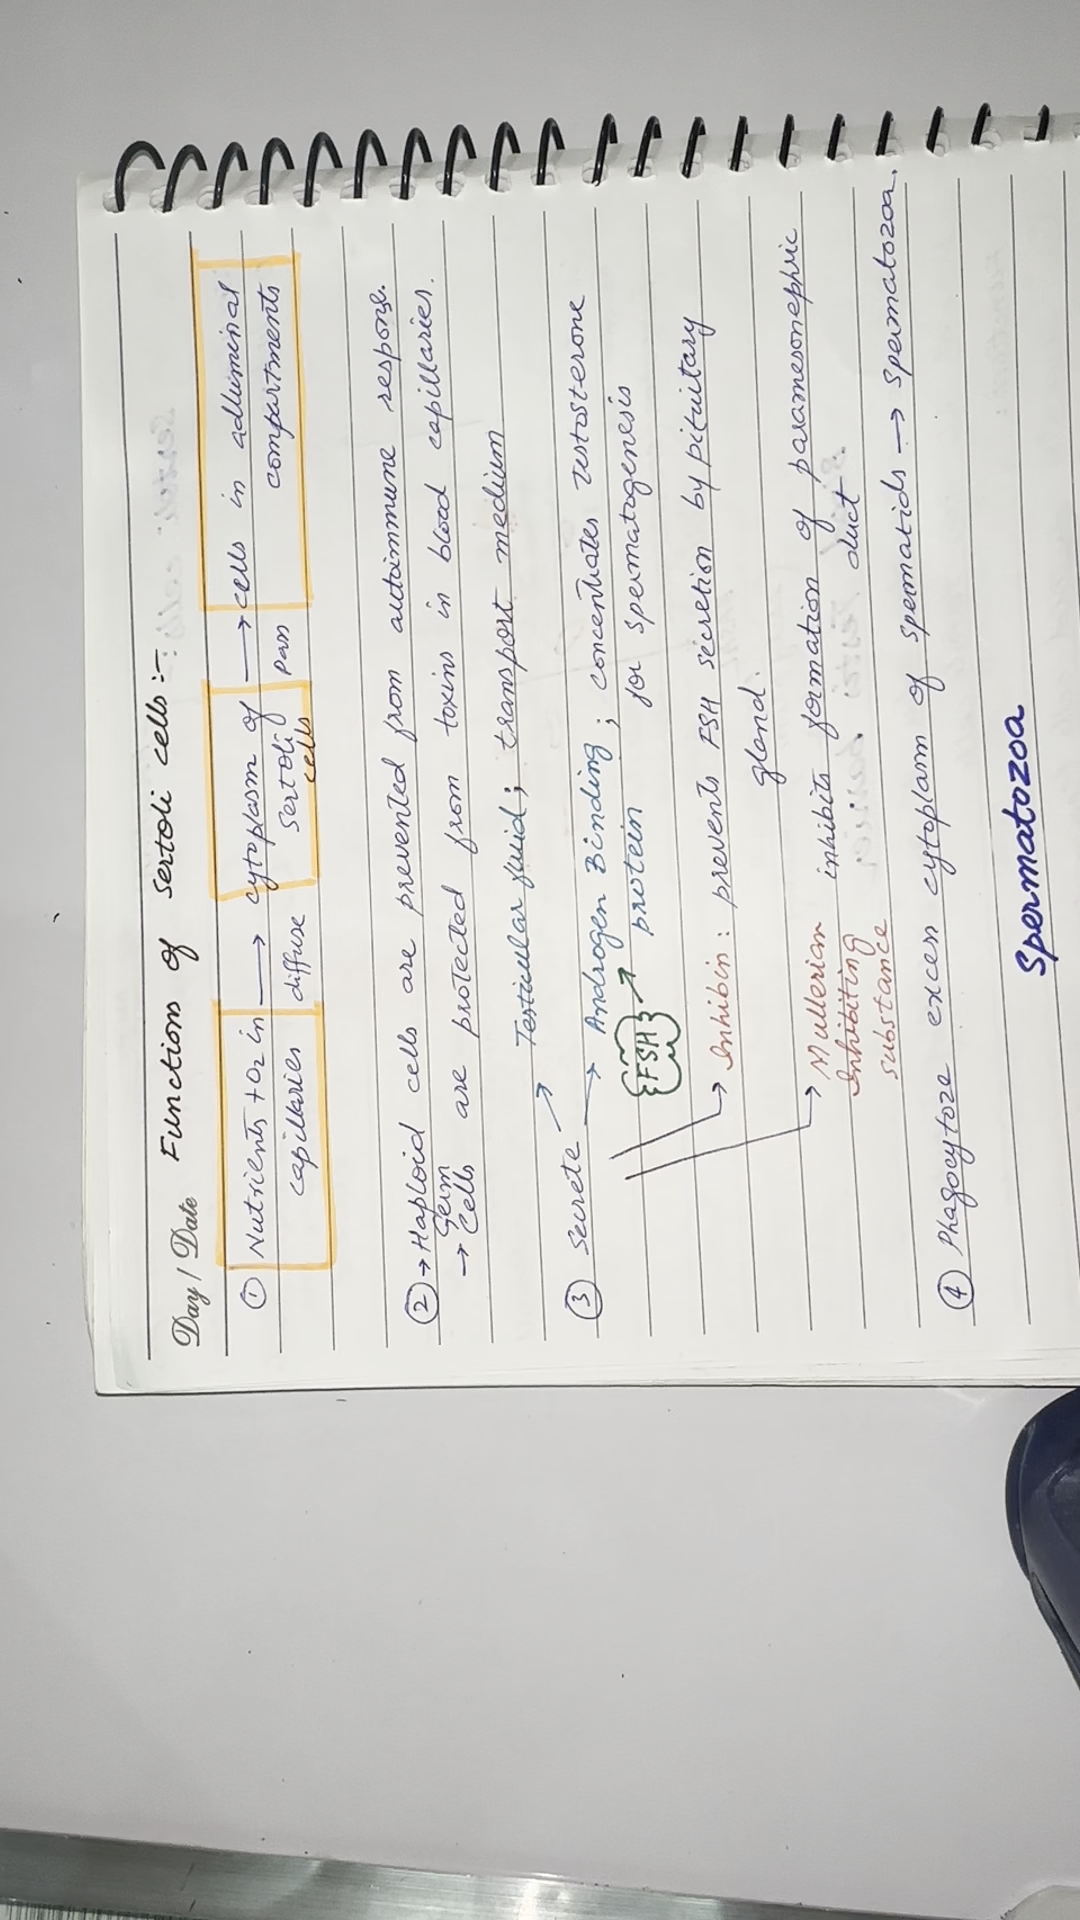 Day / Date Functions of Sertoli cells :-
① Nutrients + O2 in → cytoplasm of → cells in adluminal
capillaries diffuse Sertoli pass compartments
cells
② → Haploid cells are prevented from autoimmune response.
→ Germ Cells are protected from toxins in blood capillaries.
Testicular fluid ; transport medium
③ Secrete → Androgen Binding ; concentrates testosterone
{FSH} → protein for spermatogenesis
→ Inhibin : prevents FSH secretion by pituitary
gland.
→ Mullerian inhibits formation of paramesonephric
Inhibiting duct.
substance
④ Phagocytoze excess cytoplasm of spermatids → spermatozoa.
Spermatozoa